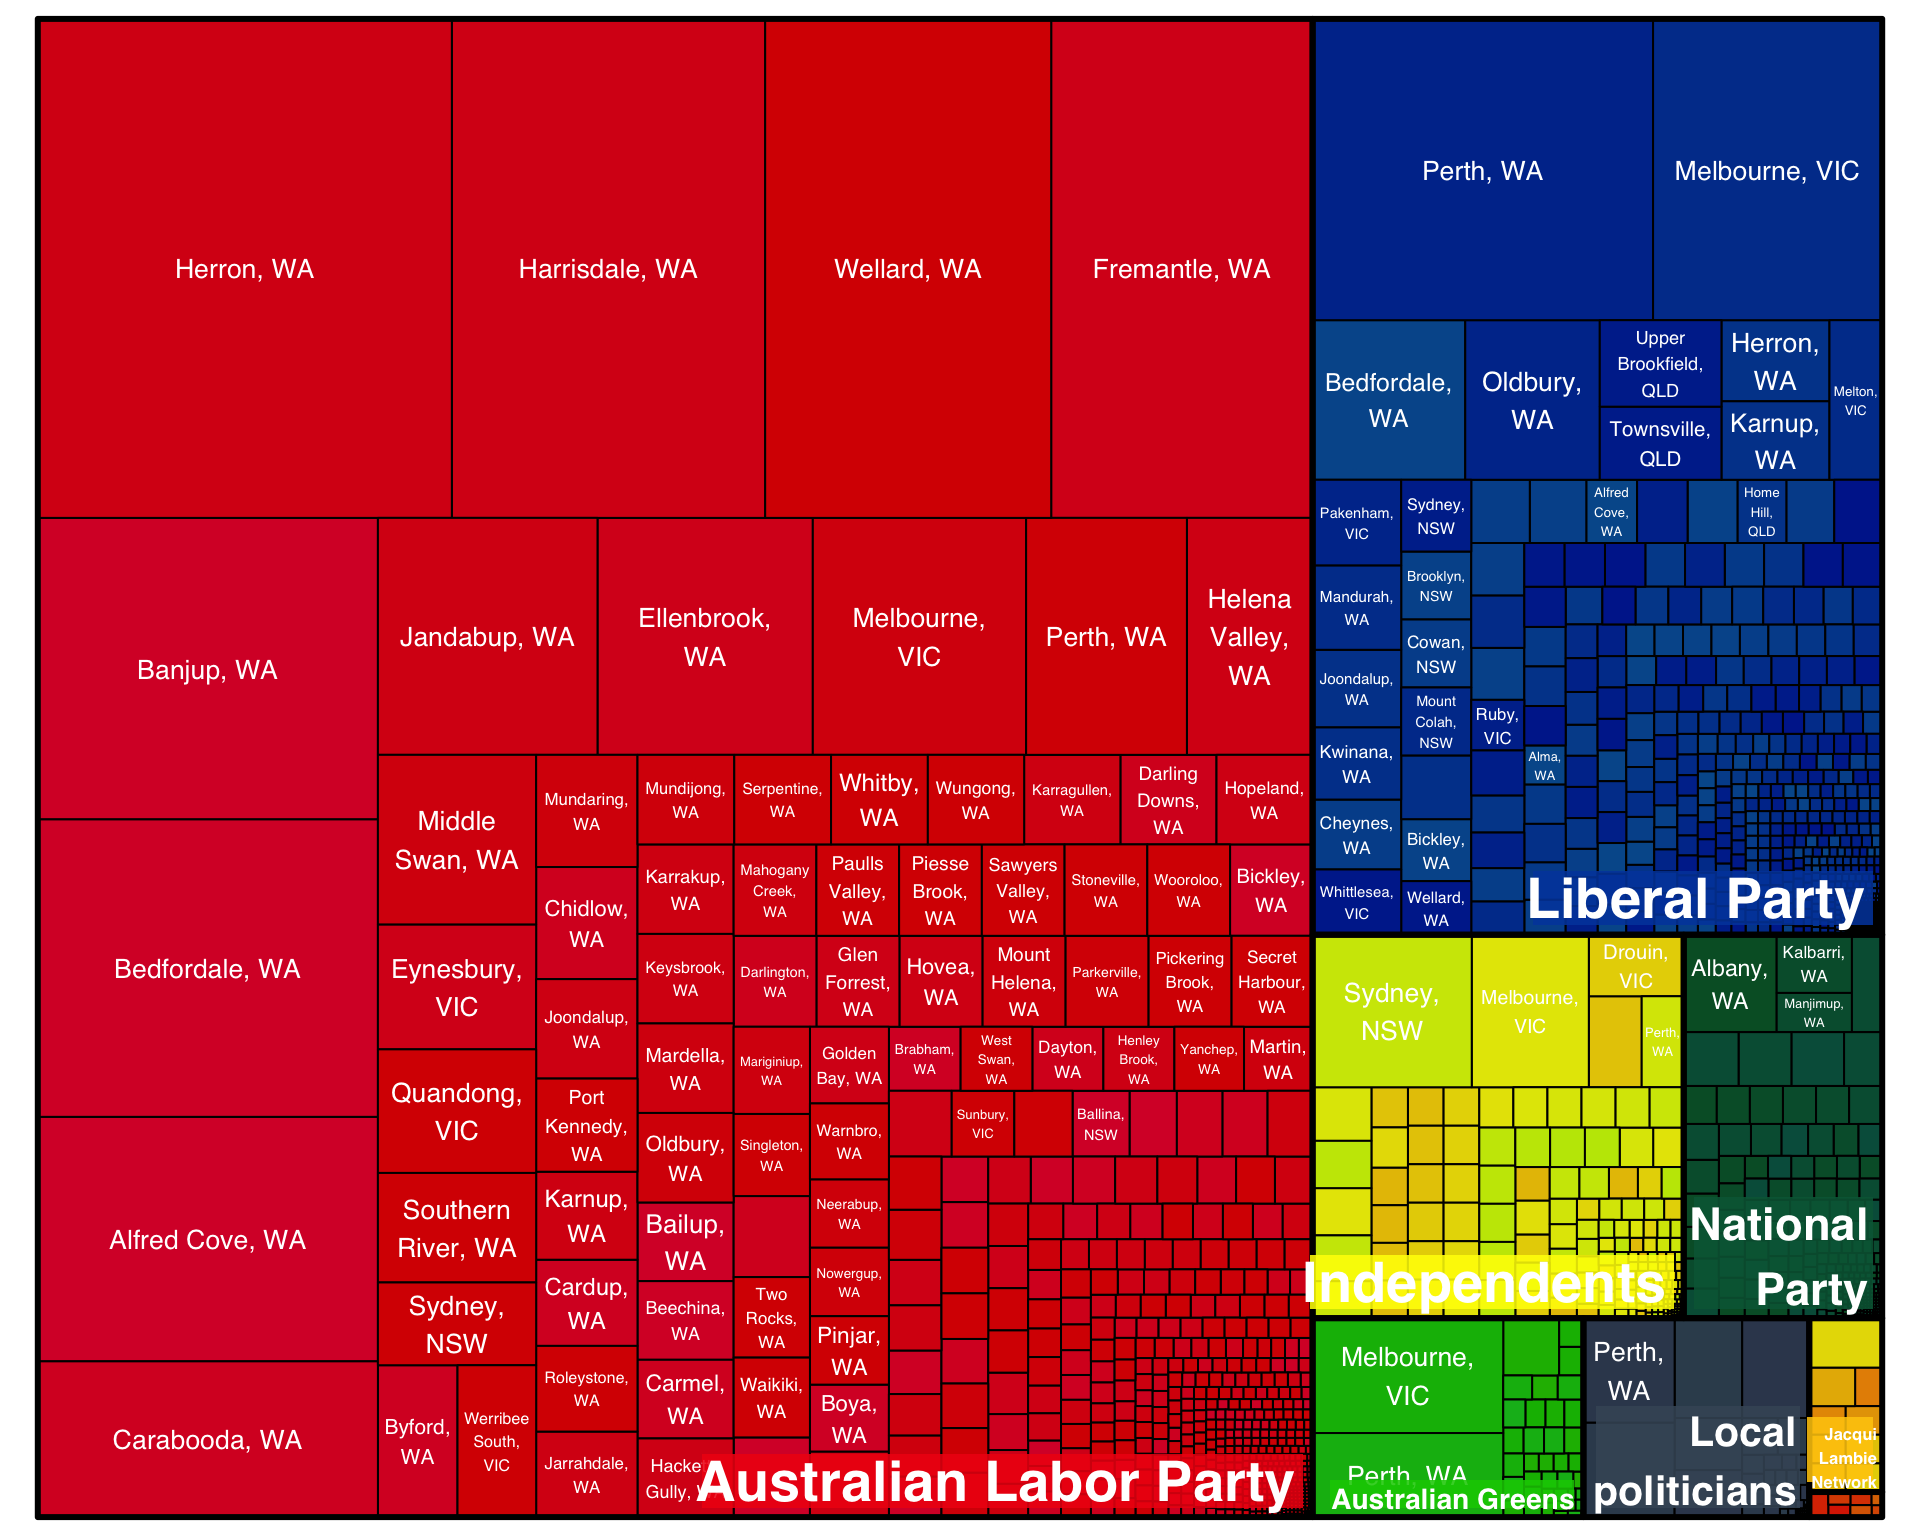 Herron, WA
Harrisdale, WA
Wellard, WA
Fremantle, WA
Banjup, WA
Bedfordale, WA
Alfred Cove, WA
Carabooda, WA
Jandabup, WA
Ellenbrook,
WA
Melbourne,
VIC
Perth, WA
Helena
Valley,
WA
Middle
Swan, WA
Eynesbury,
VIC
Quandong,
VIC
Southern
River, WA
Sydney,
NSW
Byford,
WA
Werribee
South,
VIC
Mundaring,
WA
Chidlow,
WA
Joondalup,
WA
Port
Kennedy,
WA
Karnup,
WA
Cardup,
WA
Roleystone,
WA
Jarrahdale,
WA
Mundijong,
WA
Karrakup,
WA
Keysbrook,
WA
Mardella,
WA
Oldbury,
WA
Bailup,
WA
Beechina,
WA
Carmel,
WA
Hacke
Gully,
Serpentine,
WA
Whitby,
WA
Wungong,
WA
Karragullen,
WA
Darling
Downs,
WA
Hopeland,
WA
Mahogany
Creek,
WA
Paulls
Valley,
WA
Piesse
Brook,
WA
Sawyers
Valley,
WA
Stoneville,
WA
Wooroloo,
WA
Bickley,
WA
Darlington,
WA
Glen
Forrest,
WA
Hovea,
WA
Mount
Helena,
WA
Parkerville,
WA
Pickering
Brook,
WA
Secret
Harbour,
WA
Mariginiup,
WA
Singleton,
WA
Two
Rocks,
WA
Waikiki,
WA
Golden
Bay, WA
Warnbro,
WA
Neerabup,
WA
Nowergup,
WA
Pinjar,
WA
Boya,
WA
Brabham,
WA
West
Swan,
WA
Dayton,
WA
Henley
Brook,
WA
Yanchep,
WA
Martin,
WA
Sunbury,
VIC
Ballina,
NSW
Australian Labor Party
Perth, WA
Melbourne, VIC
Bedfordale,
WA
Oldbury,
WA
Upper
Brookfield,
QLD
Townsville,
QLD
Herron,
WA
Karnup,
WA
Melton,
VIC
Pakenham,
VIC
Mandurah,
WA
Joondalup,
WA
Kwinana,
WA
Cheynes,
WA
Whittlesea,
VIC
Sydney,
NSW
Brooklyn,
NSW
Cowan,
NSW
Mount
Colah,
NSW
Bickley,
WA
Wellard,
WA
Alfred
Cove,
WA
Home
Hill,
QLD
Ruby,
VIC
Alma,
WA
Liberal Party
Sydney,
NSW
Melbourne,
VIC
Drouin,
VIC
Perth,
WA
Independents
Albany,
WA
Kalbarri,
WA
Manjimup,
WA
National
Party
Melbourne,
VIC
Perth, WA
Australian Greens
Perth,
WA
Local
politicians
Jacqui
Lambie
Network